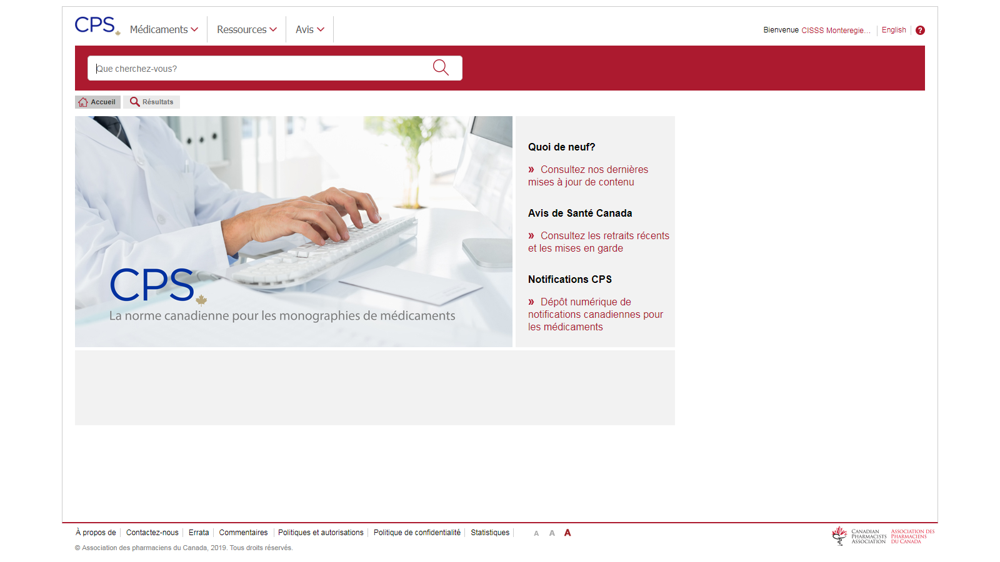 CPS
Médicaments
Ressources
Avis
Bienvenue CISSS Monteregie...
English
?
Que cherchez-vous?
Accueil
Résultats
Quoi de neuf?
» Consultez nos dernières
mises à jour de contenu
Avis de Santé Canada
» Consultez les retraits récents
et les mises en garde
Notifications CPS
» Dépôt numérique de
notifications canadiennes pour
les médicaments
CPS
La norme canadienne pour les monographies de médicaments
À propos de
Contactez-nous
Errata
Commentaires
Politiques et autorisations
Politique de confidentialité
Statistiques
A A A
© Association des pharmaciens du Canada, 2019. Tous droits réservés.
CANADIAN
PHARMACISTS
ASSOCIATION
ASSOCIATION DES
PHARMACIENS
DU CANADA